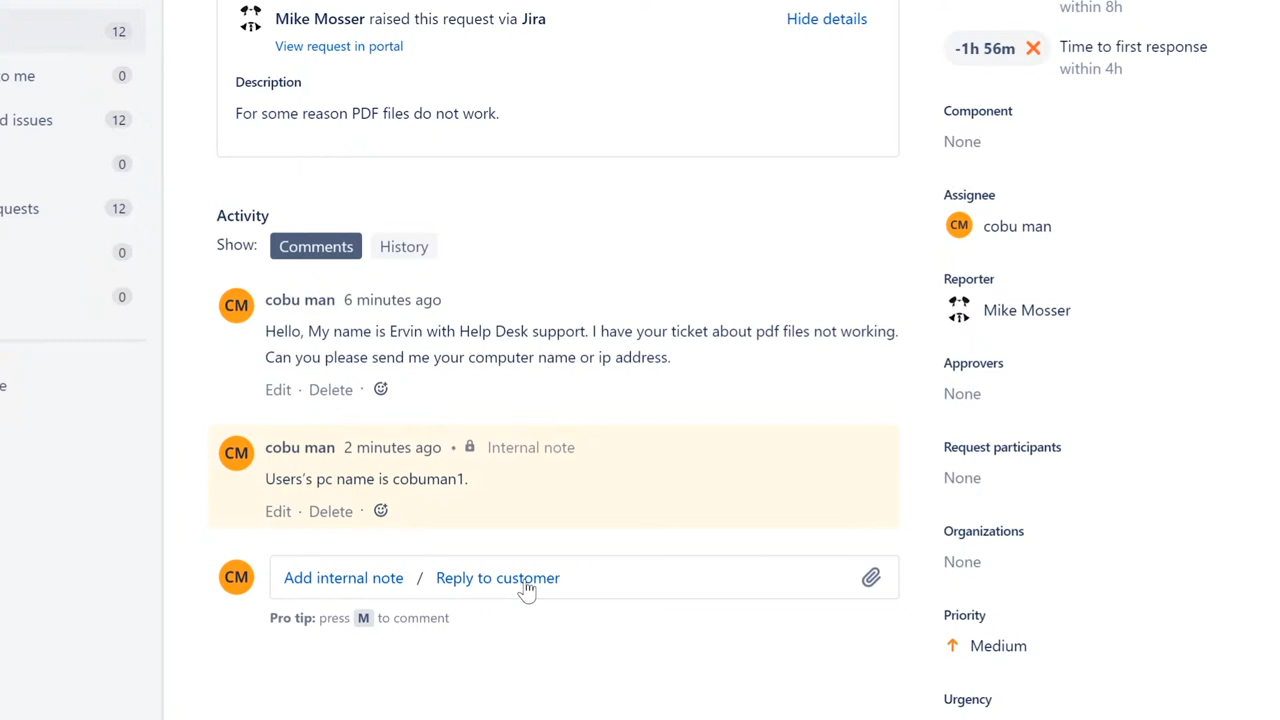 within 8h
12
Mike Mosser raised this request via Jira
Hide details
View request in portal
-1h 56m Time to first response
within 4h
to me 0
Description
For some reason PDF files do not work.
d issues 12
0
quests 12
0
0
e
Activity
Show: Comments History
CM cobu man 6 minutes ago
Hello, My name is Ervin with Help Desk support. I have your ticket about pdf files not working.
Can you please send me your computer name or ip address.
Edit · Delete ·
CM cobu man 2 minutes ago • Internal note
Users's pc name is cobuman1.
Edit · Delete ·
CM Add internal note / Reply to customer
Pro tip: press M to comment
Component
None
Assignee
CM cobu man
Reporter
Mike Mosser
Approvers
None
Request participants
None
Organizations
None
Priority
Medium
Urgency